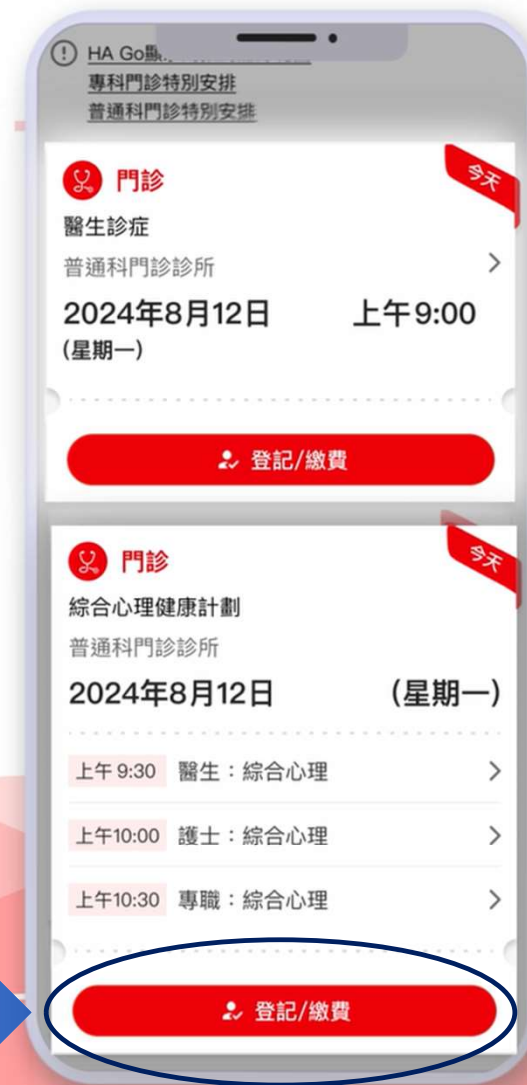 HA Go顯
專科門診特別安排
普通科門診特別安排
門診
今天
醫生診症
普通科門診診所
2024年8月12日 上午9:00
(星期一)
登記/繳費
門診
今天
綜合心理健康計劃
普通科門診診所
2024年8月12日 (星期一)
上午 9:30 醫生：綜合心理
上午10:00 護士：綜合心理
上午10:30 專職：綜合心理
登記/繳費